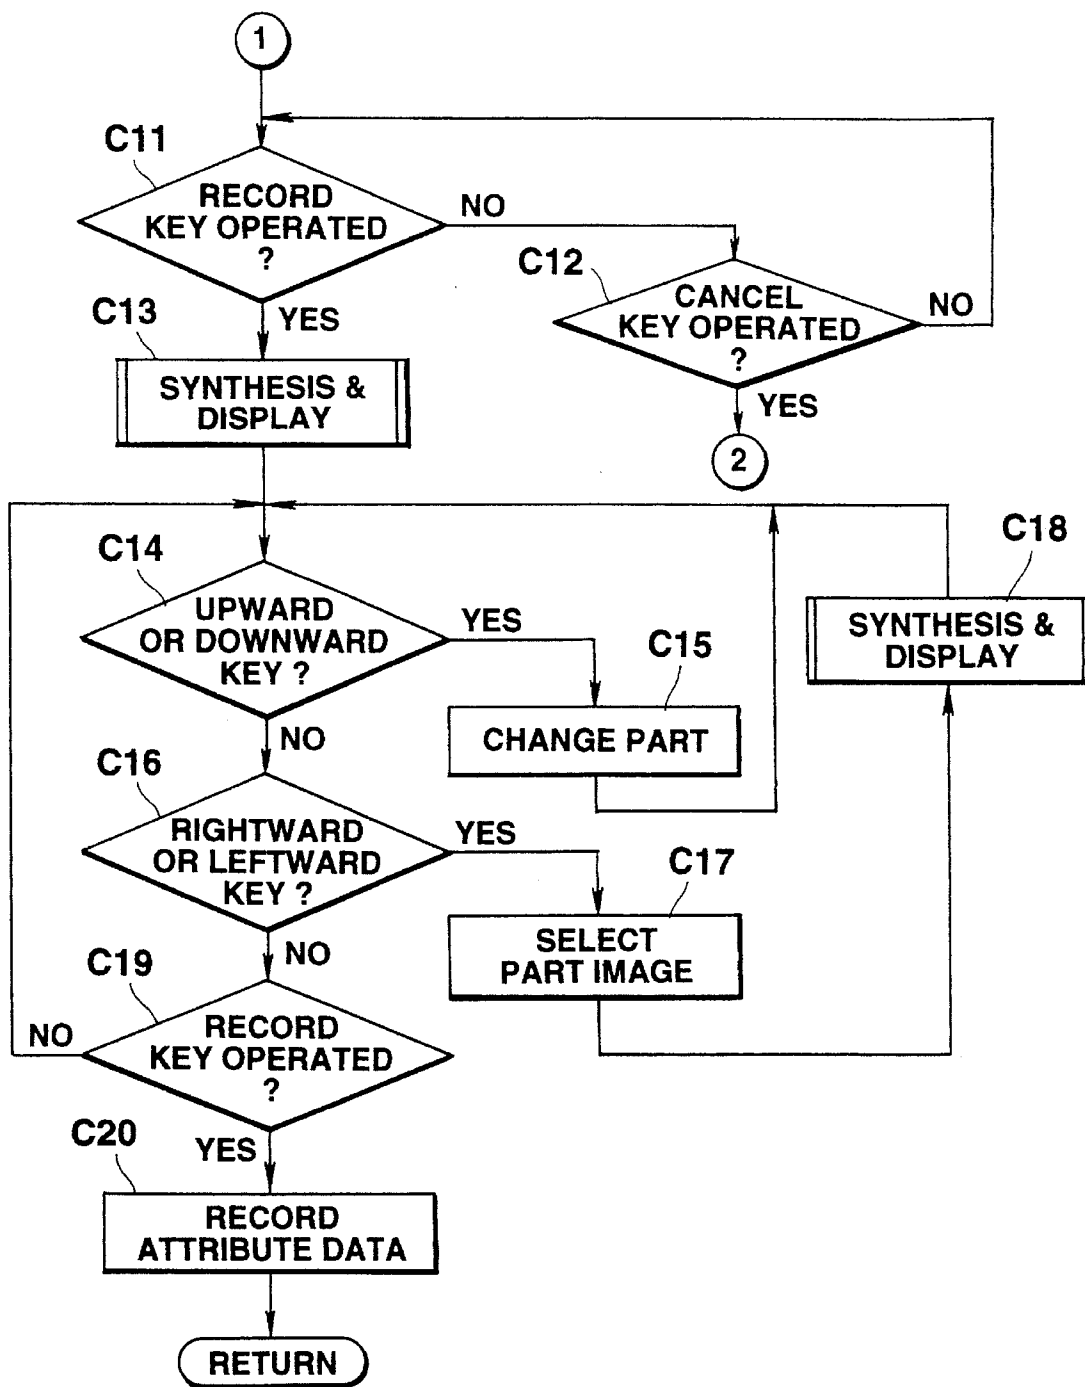 1
C11
RECORD
KEY OPERATED
?
NO
YES
C12
CANCEL
KEY OPERATED
?
NO
YES
2
C13
SYNTHESIS &
DISPLAY
C14
UPWARD
OR DOWNWARD
KEY ?
YES
NO
C15
CHANGE PART
C18
SYNTHESIS &
DISPLAY
C16
RIGHTWARD
OR LEFTWARD
KEY ?
YES
NO
C17
SELECT
PART IMAGE
C19
RECORD
KEY OPERATED
?
NO
YES
C20
RECORD
ATTRIBUTE DATA
RETURN